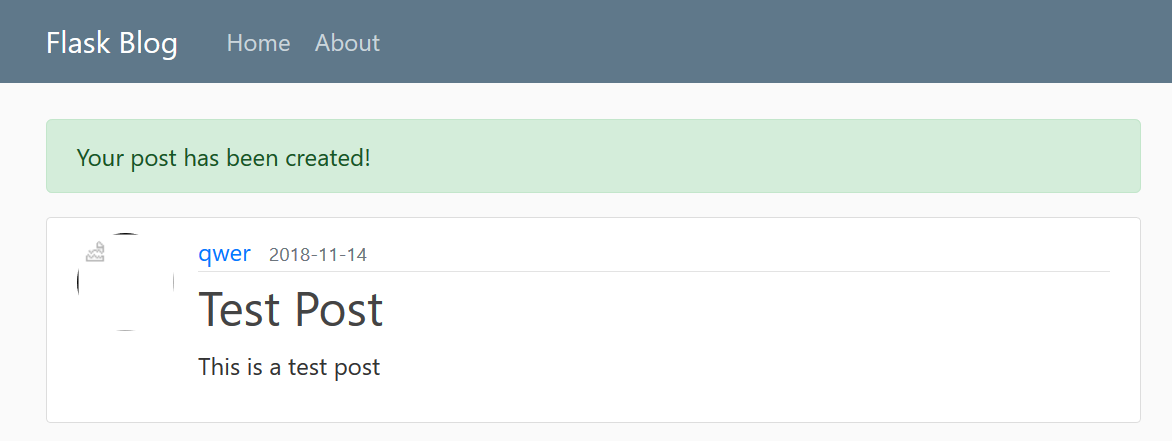 Flask Blog Home About
Your post has been created!
qwer 2018-11-14
Test Post
This is a test post